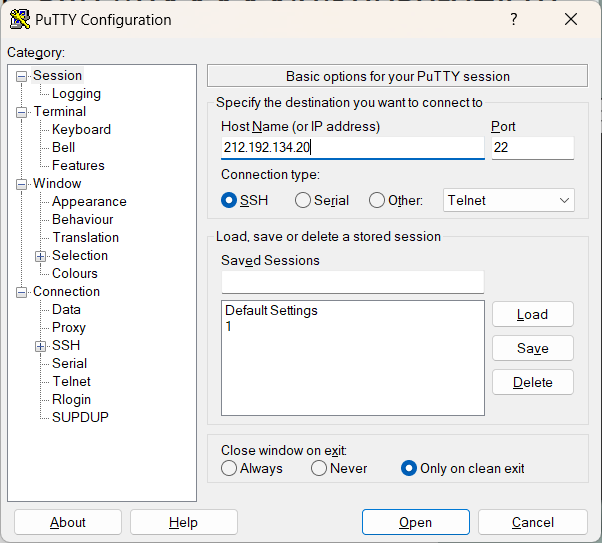 PuTTY Configuration
Category:
Session
Logging
Terminal
Keyboard
Bell
Features
Window
Appearance
Behaviour
Translation
Selection
Colours
Connection
Data
Proxy
SSH
Serial
Telnet
Rlogin
SUPDUP
Basic options for your PuTTY session
Specify the destination you want to connect to
Host Name (or IP address) Port
212.192.134.20 22
Connection type:
SSH Serial Other: Telnet
Load, save or delete a stored session
Saved Sessions
Default Settings
1
Load
Save
Delete
Close window on exit:
Always Never Only on clean exit
About Help Open Cancel